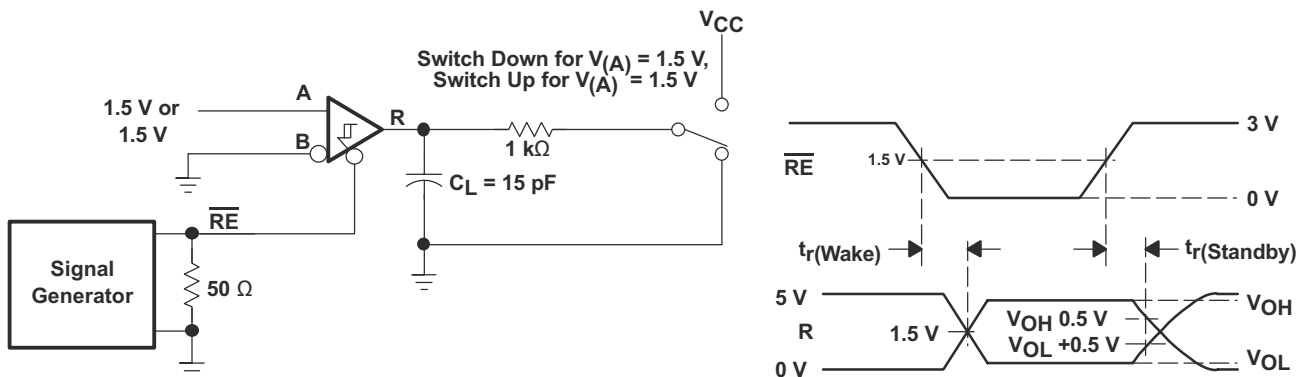 VCC
Switch Down for V(A) = 1.5 V,
Switch Up for V(A) = 1.5 V
A
1.5 V or
1.5 V
R
B
1 kΩ
CL = 15 pF
RE
Signal
Generator
50 Ω
3 V
1.5 V
RE
0 V
tr(Wake)
tr(Standby)
5 V
VOH
R
1.5 V
VOH 0.5 V
VOL +0.5 V
0 V
VOL